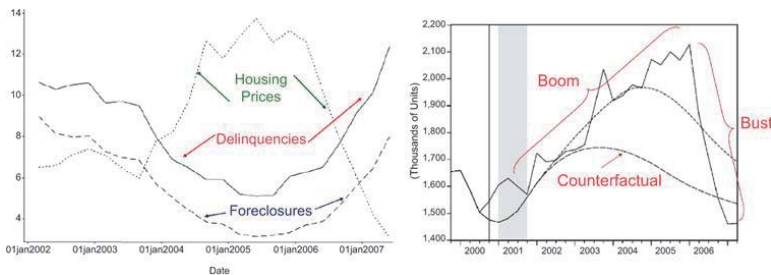 14
12
10
8
6
4
Housing
Prices
Delinquencies
Foreclosures
01jan2002 01jan2003 01jan2004 01jan2005 01jan2006 01jan2007
Date
(Thousands of Units)
2,200
2,100
2,000
1,900
1,800
1,700
1,600
1,500
1,400
Boom
Bust
Counterfactual
2000 2001 2002 2003 2004 2005 2006